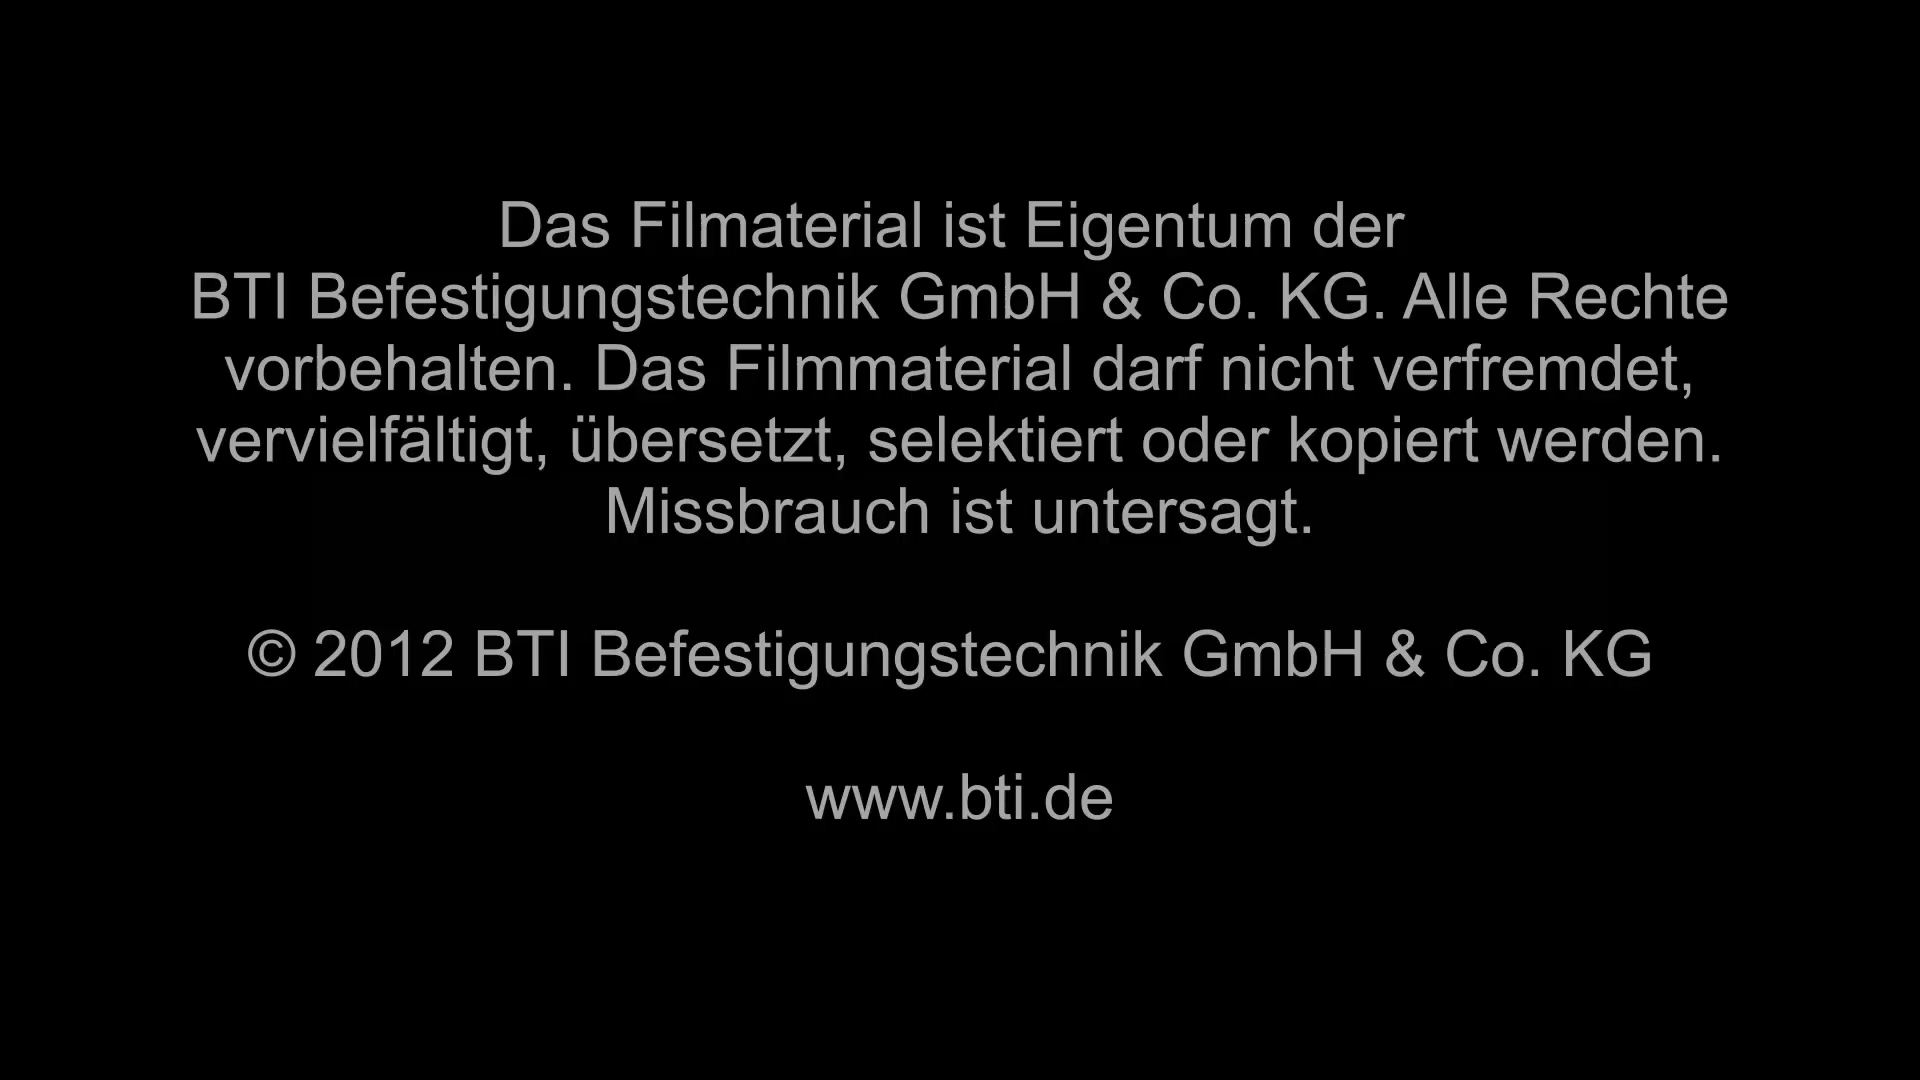 Das Filmaterial ist Eigentum der
BTI Befestigungstechnik GmbH & Co. KG. Alle Rechte
vorbehalten. Das Filmmaterial darf nicht verfremdet,
vervielfältigt, übersetzt, selektiert oder kopiert werden.
Missbrauch ist untersagt.
© 2012 BTI Befestigungstechnik GmbH & Co. KG
www.bti.de